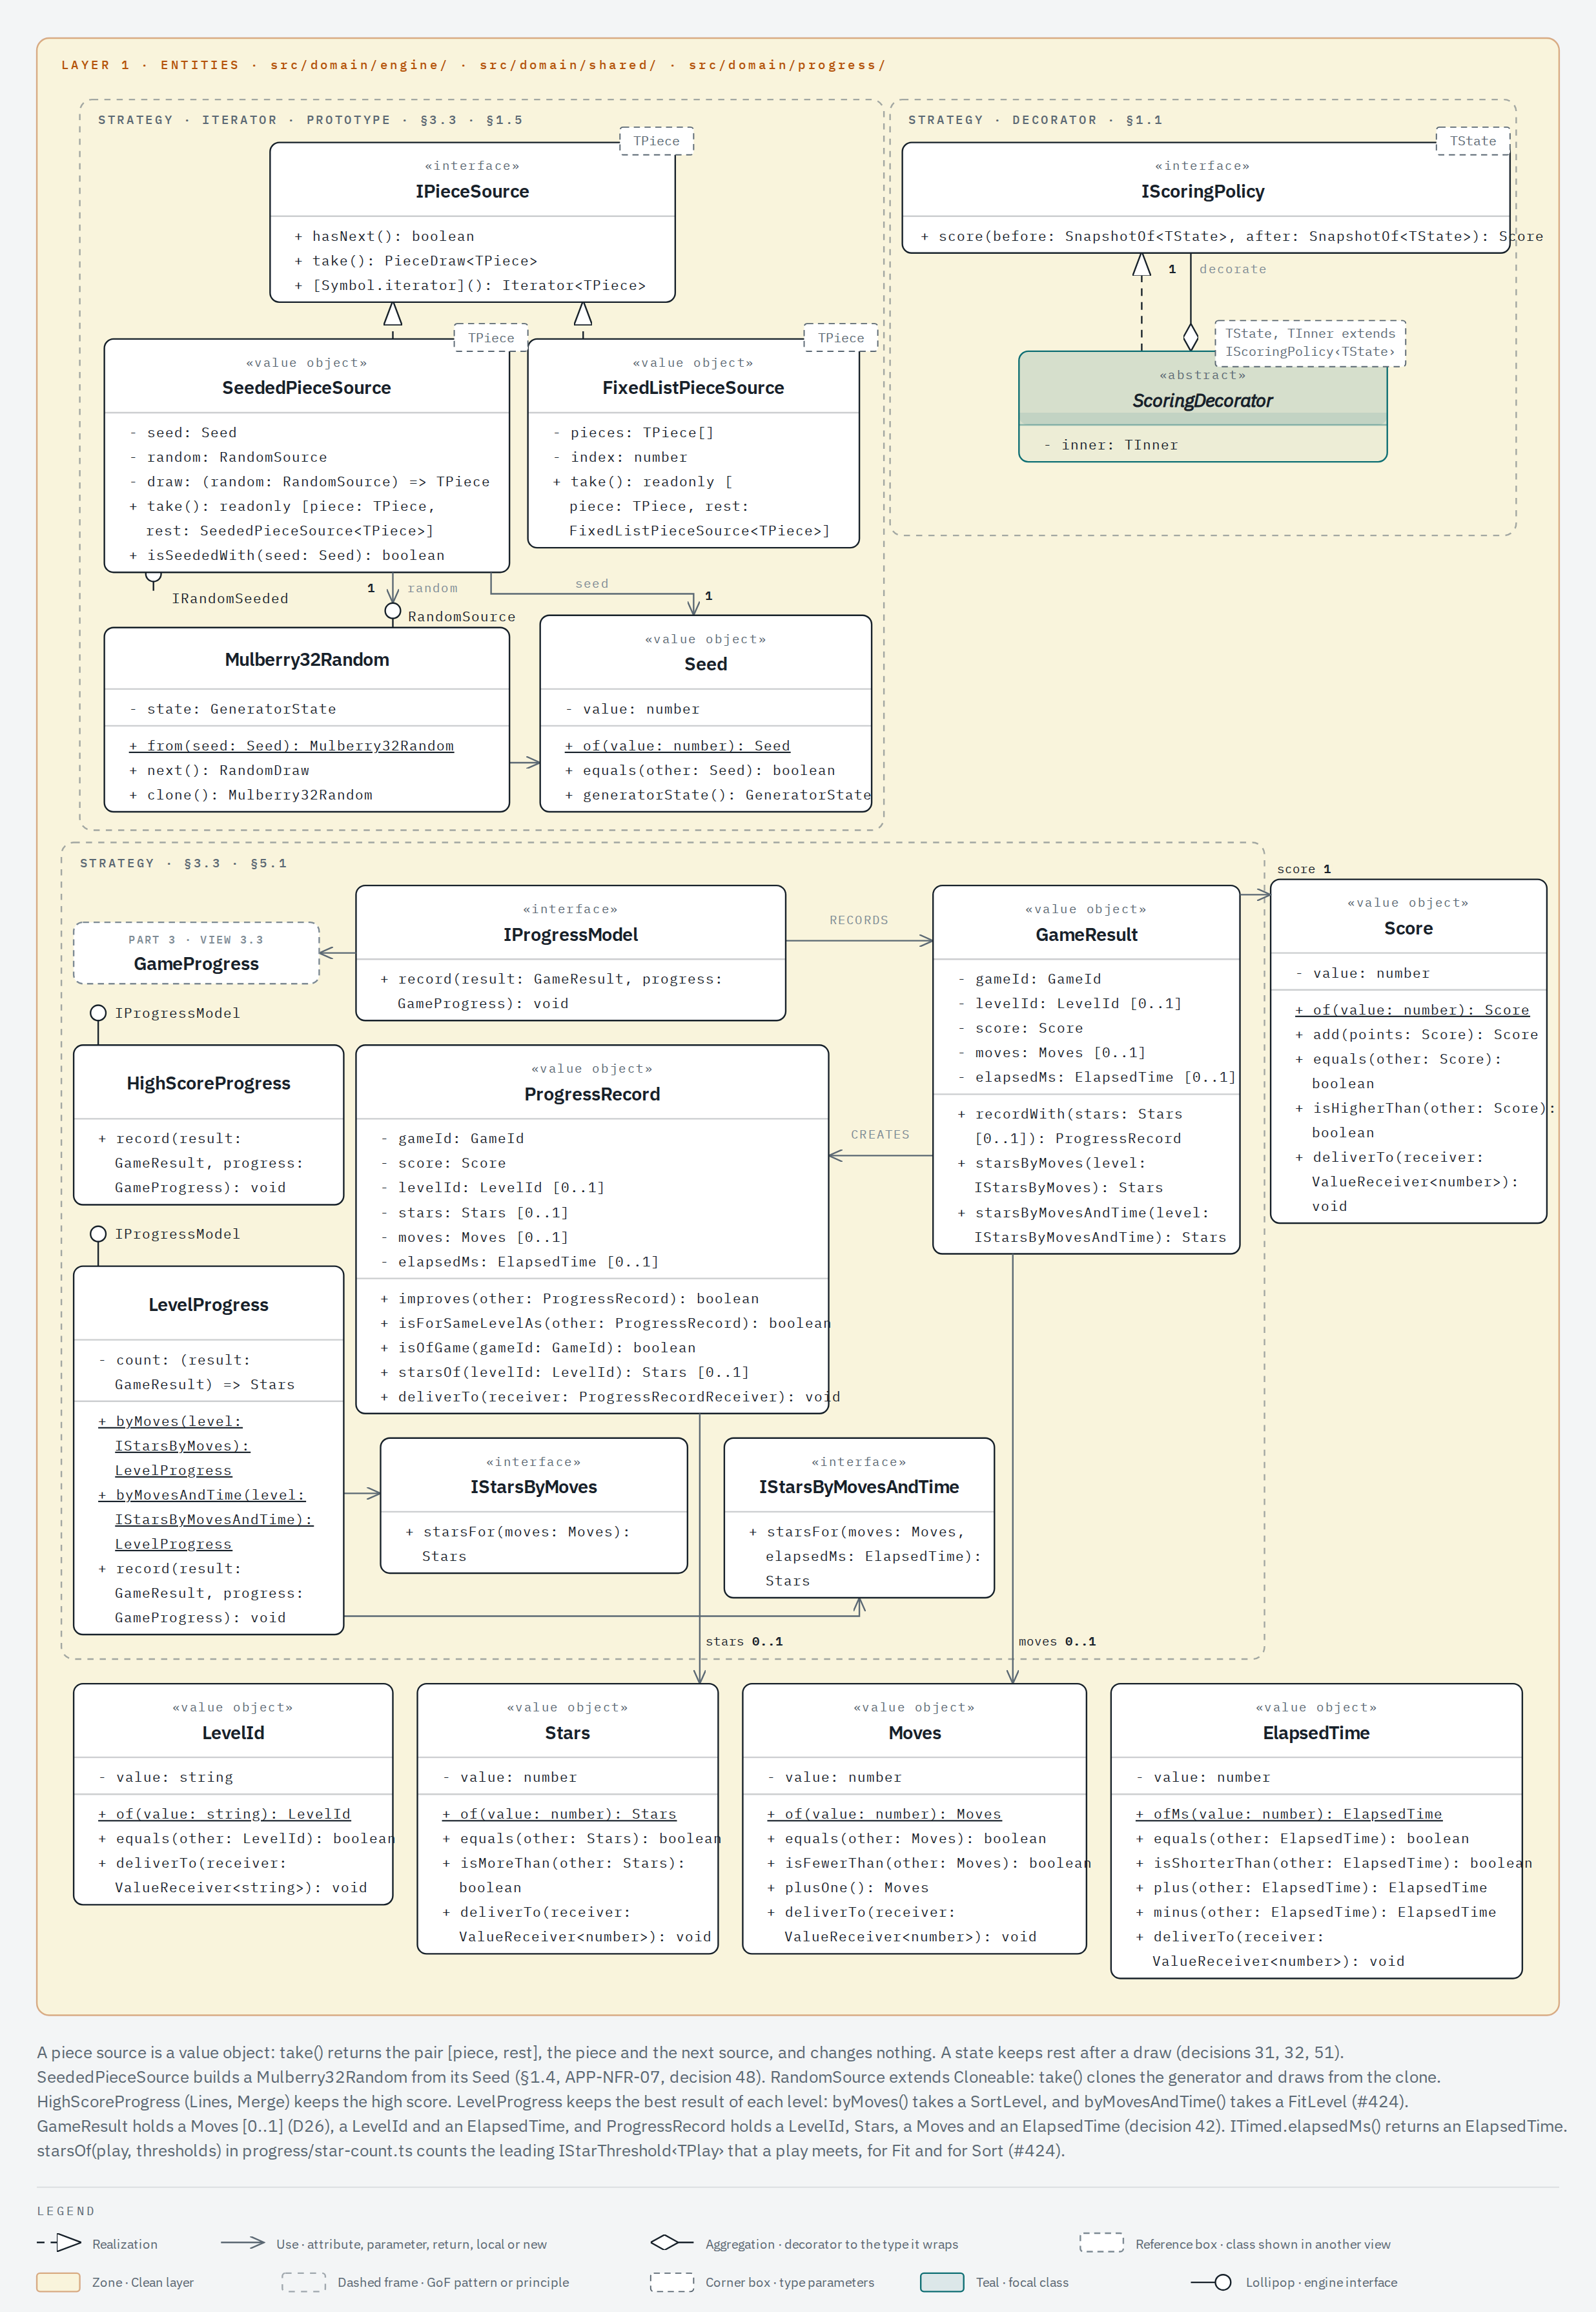 LAYER 1 · ENTITIES · src/domain/engine/ · src/domain/shared/ · src/domain/progress/
STRATEGY · ITERATOR · PROTOTYPE · §3.3 · §1.5
TPiece
«interface»
IPieceSource
+ hasNext(): boolean
+ take(): PieceDraw<TPiece>
+ [Symbol.iterator](): Iterator<TPiece>
STRATEGY · DECORATOR · §1.1
TState
«interface»
IScoringPolicy
+ score(before: SnapshotOf<TState>, after: SnapshotOf<TState>): Score
1 decorate
TState, TInner extends
IScoringPolicy‹TState›
«abstract»
ScoringDecorator
- inner: TInner
TPiece
«value object»
SeededPieceSource
- seed: Seed
- random: RandomSource
- draw: (random: RandomSource) => TPiece
+ take(): readonly [piece: TPiece,
rest: SeededPieceSource<TPiece>]
+ isSeededWith(seed: Seed): boolean
TPiece
«value object»
FixedListPieceSource
- pieces: TPiece[]
- index: number
+ take(): readonly [
piece: TPiece, rest:
FixedListPieceSource<TPiece>]
IRandomSeeded
1 random
RandomSource
seed
1
Mulberry32Random
- state: GeneratorState
+ from(seed: Seed): Mulberry32Random
+ next(): RandomDraw
+ clone(): Mulberry32Random
«value object»
Seed
- value: number
+ of(value: number): Seed
+ equals(other: Seed): boolean
+ generatorState(): GeneratorState
STRATEGY · §3.3 · §5.1
PART 3 · VIEW 3.3
GameProgress
«interface»
IProgressModel
+ record(result: GameResult, progress:
GameProgress): void
RECORDS
«value object»
GameResult
- gameId: GameId
- levelId: LevelId [0..1]
- score: Score
- moves: Moves [0..1]
- elapsedMs: ElapsedTime [0..1]
+ recordWith(stars: Stars
[0..1]): ProgressRecord
+ starsByMoves(level:
IStarsByMoves): Stars
+ starsByMovesAndTime(level:
IStarsByMovesAndTime): Stars
score 1
«value object»
Score
- value: number
+ of(value: number): Score
+ add(points: Score): Score
+ equals(other: Score):
boolean
+ isHigherThan(other: Score):
boolean
+ deliverTo(receiver:
ValueReceiver<number>):
void
IProgressModel
HighScoreProgress
+ record(result:
GameResult, progress:
GameProgress): void
«value object»
ProgressRecord
- gameId: GameId
- score: Score
- levelId: LevelId [0..1]
- stars: Stars [0..1]
- moves: Moves [0..1]
- elapsedMs: ElapsedTime [0..1]
+ improves(other: ProgressRecord): boolean
+ isForSameLevelAs(other: ProgressRecord): boolean
+ isOfGame(gameId: GameId): boolean
+ starsOf(levelId: LevelId): Stars [0..1]
+ deliverTo(receiver: ProgressRecordReceiver): void
CREATES
IProgressModel
LevelProgress
- count: (result:
GameResult) => Stars
+ byMoves(level:
IStarsByMoves):
LevelProgress
+ byMovesAndTime(level:
IStarsByMovesAndTime):
LevelProgress
+ record(result:
GameResult, progress:
GameProgress): void
«interface»
IStarsByMoves
+ starsFor(moves: Moves):
Stars
«interface»
IStarsByMovesAndTime
+ starsFor(moves: Moves,
elapsedMs: ElapsedTime):
Stars
stars 0..1
moves 0..1
«value object»
LevelId
- value: string
+ of(value: string): LevelId
+ equals(other: LevelId): boolean
+ deliverTo(receiver:
ValueReceiver<string>): void
«value object»
Stars
- value: number
+ of(value: number): Stars
+ equals(other: Stars): boolean
+ isMoreThan(other: Stars):
boolean
+ deliverTo(receiver:
ValueReceiver<number>): void
«value object»
Moves
- value: number
+ of(value: number): Moves
+ equals(other: Moves): boolean
+ isFewerThan(other: Moves): boolean
+ plusOne(): Moves
+ deliverTo(receiver:
ValueReceiver<number>): void
«value object»
ElapsedTime
- value: number
+ ofMs(value: number): ElapsedTime
+ equals(other: ElapsedTime): boolean
+ isShorterThan(other: ElapsedTime): boolean
+ plus(other: ElapsedTime): ElapsedTime
+ minus(other: ElapsedTime): ElapsedTime
+ deliverTo(receiver:
ValueReceiver<number>): void
A piece source is a value object: take() returns the pair [piece, rest], the piece and the next source, and changes nothing. A state keeps rest after a draw (decisions 31, 32, 51).
SeededPieceSource builds a Mulberry32Random from its Seed (§1.4, APP-NFR-07, decision 48). RandomSource extends Cloneable: take() clones the generator and draws from the clone.
HighScoreProgress (Lines, Merge) keeps the high score. LevelProgress keeps the best result of each level: byMoves() takes a SortLevel, and byMovesAndTime() takes a FitLevel (#424).
GameResult holds a Moves [0..1] (D26), a LevelId and an ElapsedTime, and ProgressRecord holds a LevelId, Stars, a Moves and an ElapsedTime (decision 42). ITimed.elapsedMs() returns an ElapsedTime.
starsOf(play, thresholds) in progress/star-count.ts counts the leading IStarThreshold‹TPlay› that a play meets, for Fit and for Sort (#424).
LEGEND
Realization
Use · attribute, parameter, return, local or new
Aggregation · decorator to the type it wraps
Reference box · class shown in another view
Zone · Clean layer
Dashed frame · GoF pattern or principle
Corner box · type parameters
Teal · focal class
Lollipop · engine interface